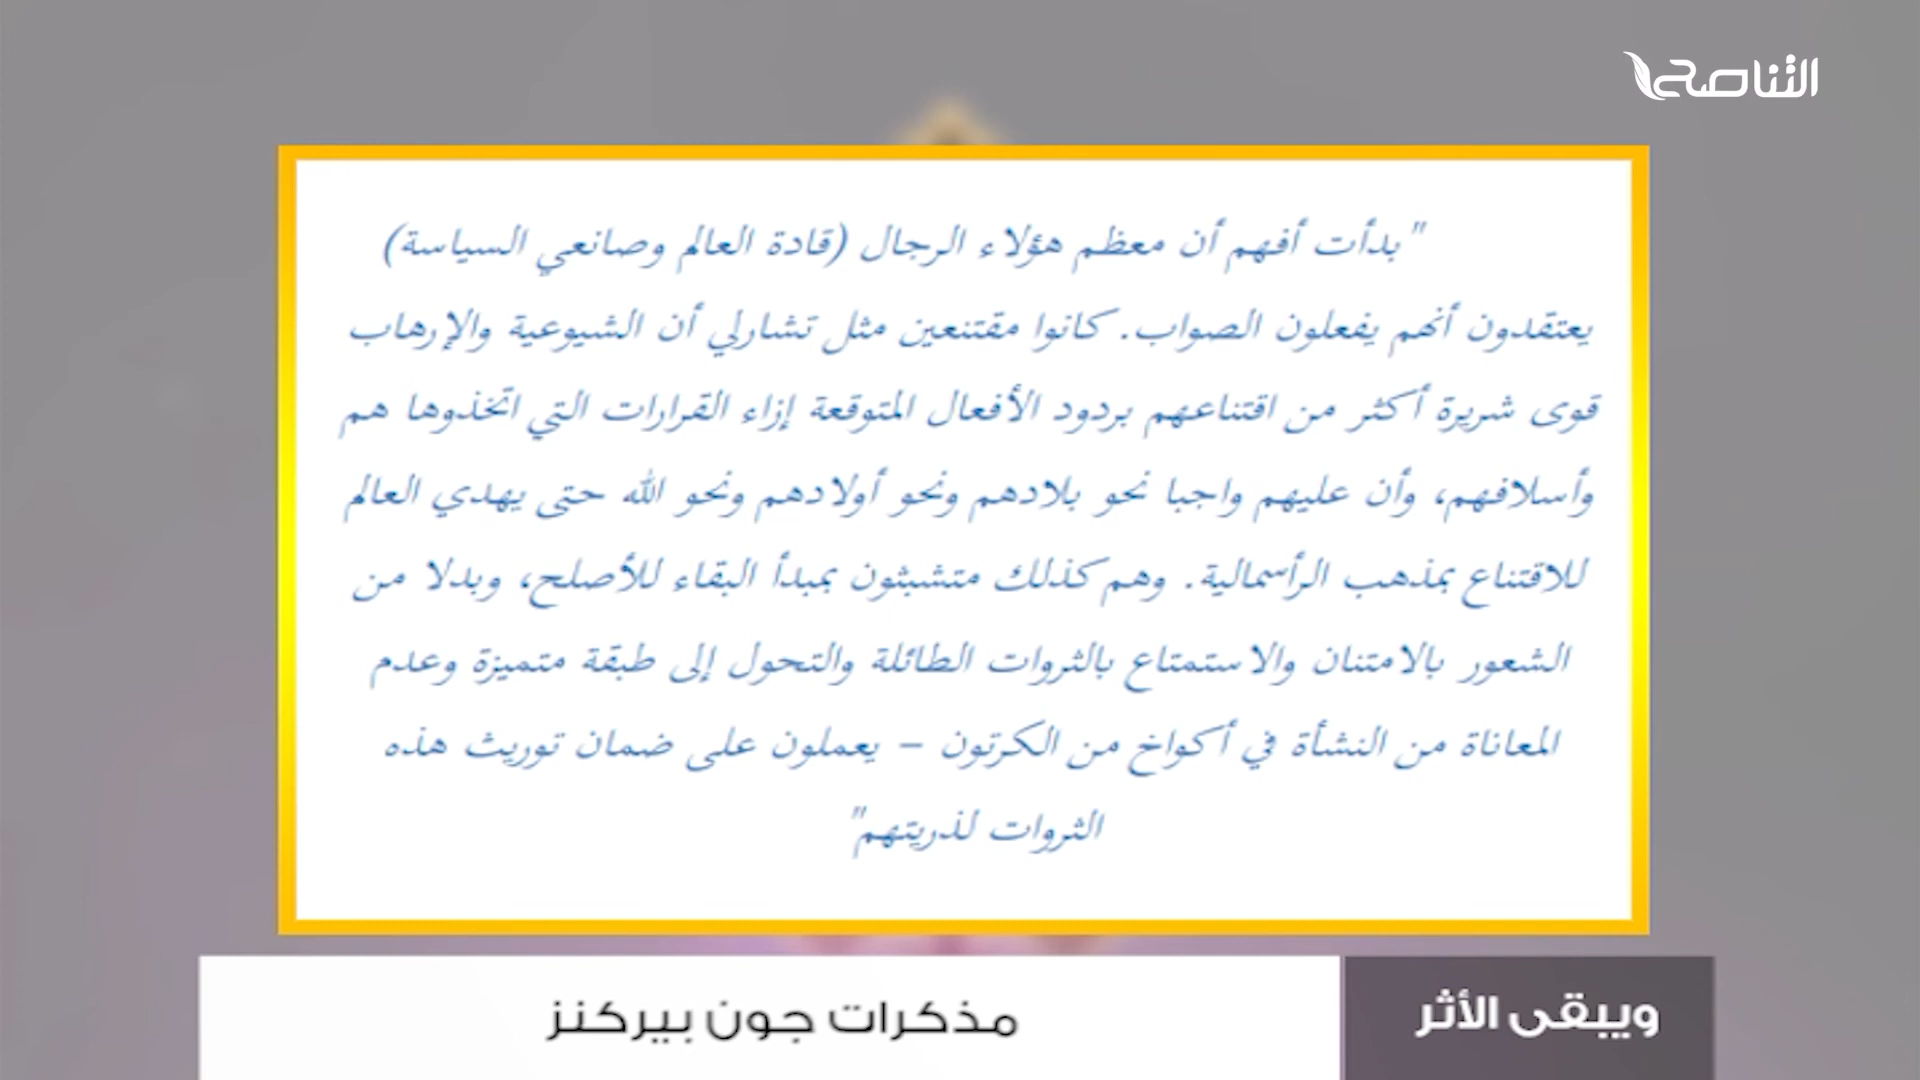 التناصح
"بدأت أفهم أن معظم هؤلاء الرجال (قادة العالم وصانعي السياسة)
يعتقدون أنهم يفعلون الصواب. كانوا مقتنعين مثل تشارلي أن الشيوعية والإرهاب
قوى شريرة أكثر من اقتناعهم بردود الأفعال المتوقعة إزاء القرارات التي اتخذوها هم
وأسلافهم، وأن عليهم واجبا نحو بلادهم ونحو أولادهم ونحو الله حتى يهدي العالم
للاقتناع بمذهب الرأسمالية. وهم كذلك متشبثون بمبدأ البقاء للأصلح، وبدلا من
الشعور بالامتنان والاستمتاع بالثروات الطائلة والتحول إلى طبقة متميزة وعدم
المعاناة من النشأة في أكواخ من الكرتون – يعملون على ضمان توريث هذه
الثروات لذريتهم"
ويبقى الأثر
مذكرات جون بيركنز